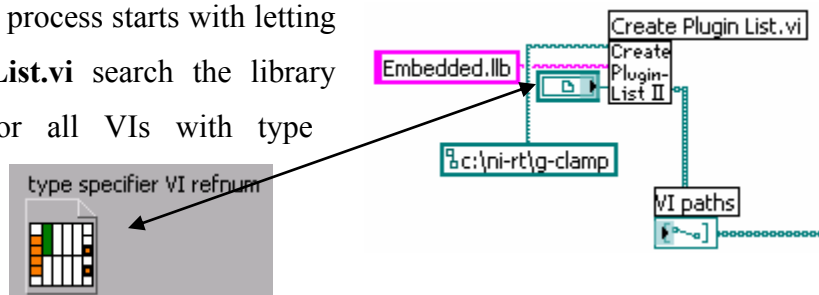 process starts with letting
List.vi search the library
or all VIs with type
type specifier VI refnum
Create Plugin List.vi
Create
Plugin-
List II
Embedded.llb
c:\ni-rt\g-clamp
VI paths